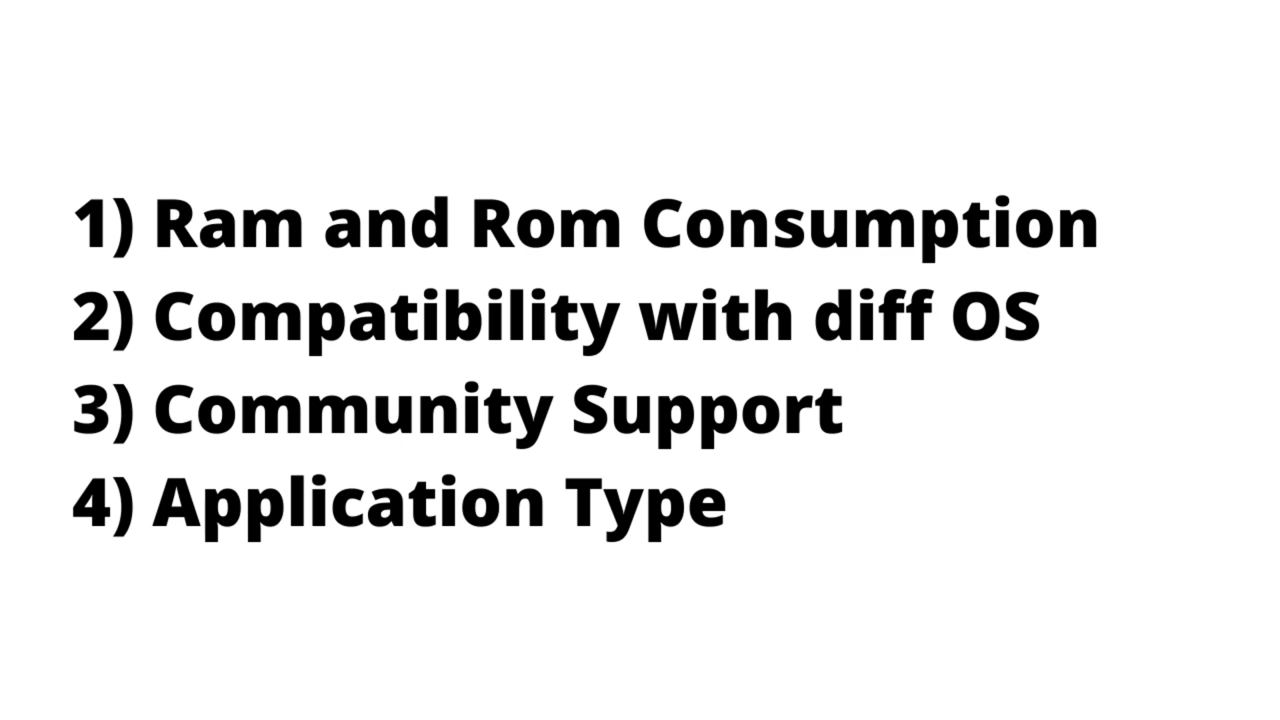 1) Ram and Rom Consumption
2) Compatibility with diff OS
3) Community Support
4) Application Type